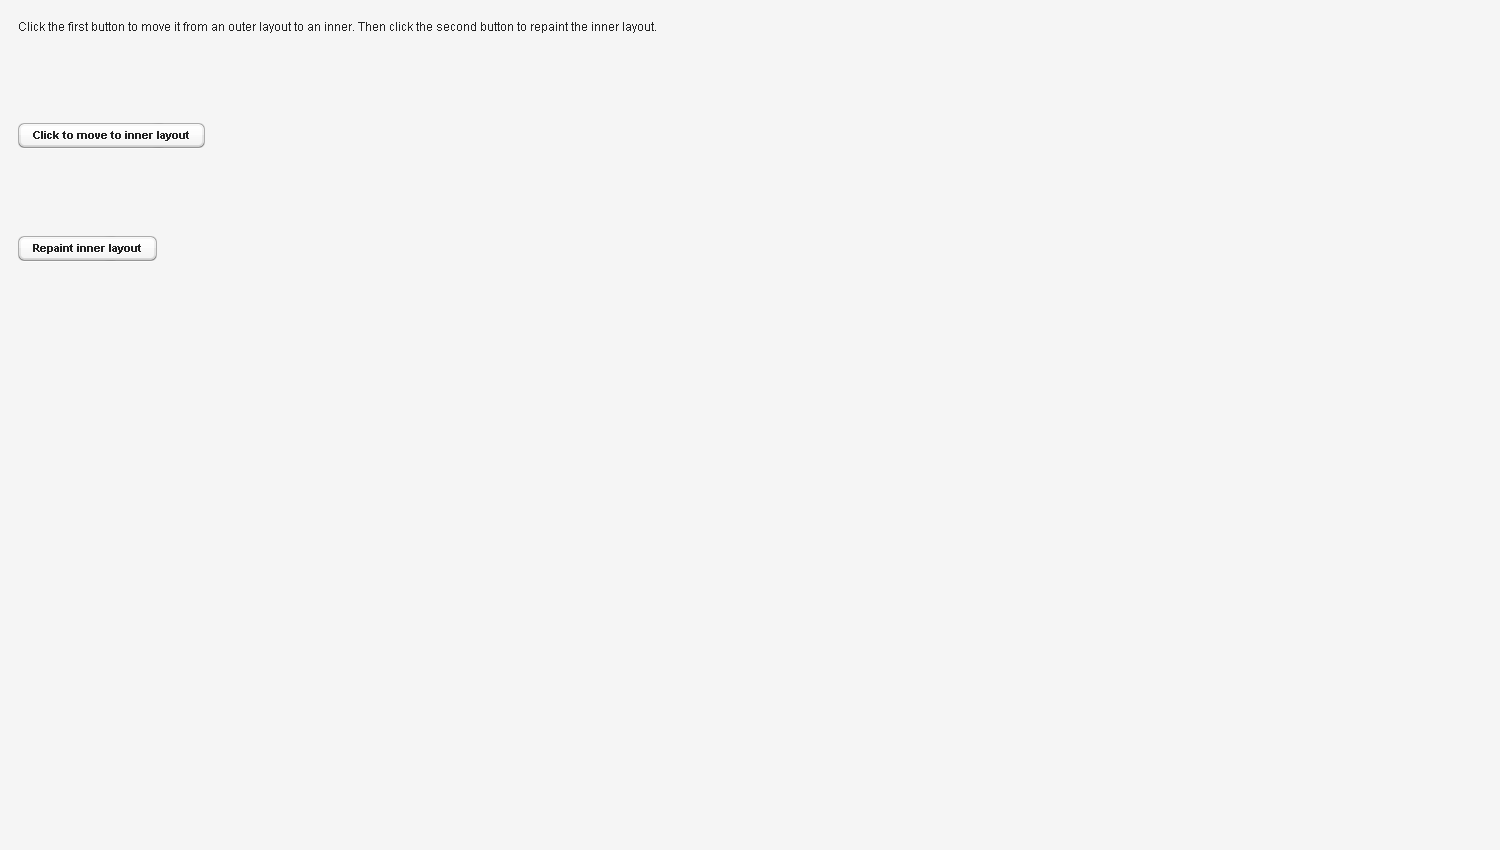 Click the first button to move it from an outer layout to an inner. Then click the second button to repaint the inner layout.
Click to move to inner layout
Repaint inner layout